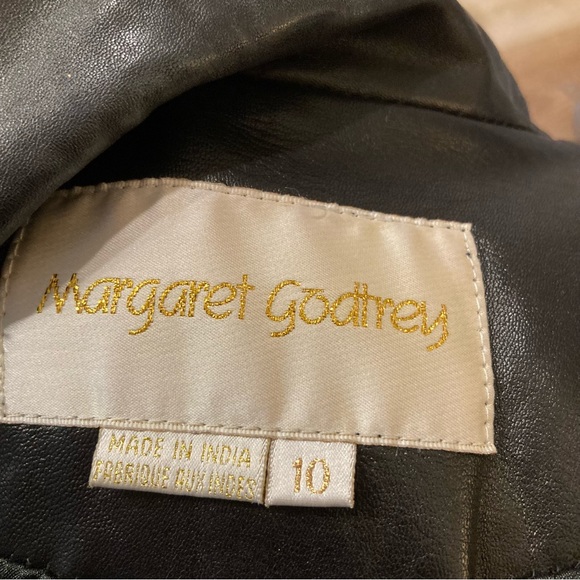 Margaret Godfrey
MADE IN INDIA
FABRIQUE AUX INDES
10